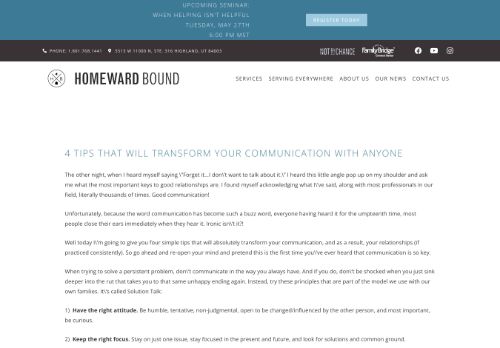 UPCOMING SEMINAR:
WHEN HELPING ISN'T HELPFUL
TUESDAY, MAY 27TH
6:00 PM MST
REGISTER TODAY
PHONE: 1.801.768.1441
5513 W 11000 N, STE. 316 HIGHLAND, UT 84003
NOT BY CHANCE
FamilyBridge
HOMEWARD BOUND
SERVICES SERVING EVERYWHERE ABOUT US OUR NEWS CONTACT US
4 TIPS THAT WILL TRANSFORM YOUR COMMUNICATION WITH ANYONE
The other night, when I heard myself saying \"Forget it…I don\'t want to talk about it.\" I heard this little angle pop up on my shoulder and ask
me what the most important keys to good relationships are. I found myself acknowledging what I\'ve said, along with most professionals in our
field, literally thousands of times. Good communication!
Unfortunately, because the word communication has become such a buzz word, everyone having heard it for the umpteenth time, most
people close their ears immediately when they hear it. Ironic isn\'t it?!
Well today I\'m going to give you four simple tips that will absolutely transform your communication, and as a result, your relationships (if
practiced consistently). So go ahead and re-open your mind and pretend this is the first time you\'ve ever heard that communication is so key.
When trying to solve a persistent problem, don't communicate in the way you always have. And if you do, don't be shocked when you just sink
deeper into the rut that takes you to that same unhappy ending again. Instead, try these principles that are part of the model we use with our
own families. It\'s called Solution Talk:
1) Have the right attitude. Be humble, tentative, non-judgmental, open to be changed/influenced by the other person, and most important,
be curious.
2) Keep the right focus. Stay on just one issue, stay focused in the present and future, and look for solutions and common ground.